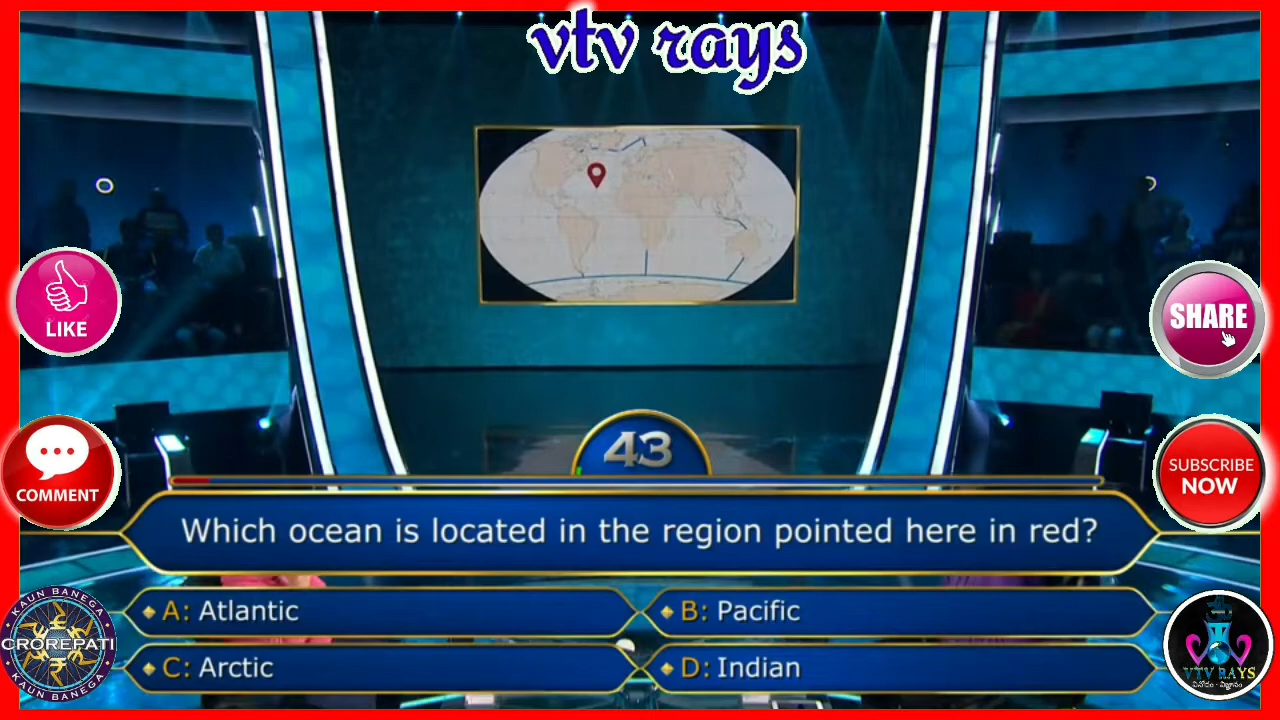 vtv rays
LIKE
SHARE
43
COMMENT
SUBSCRIBE
NOW
Which ocean is located in the region pointed here in red?
A: Atlantic
B: Pacific
C: Arctic
D: Indian
KAUN BANEGA
CROREPATI
KAUN BANEGA
VTV RAYS
వినోదం - విజ్ఞానం